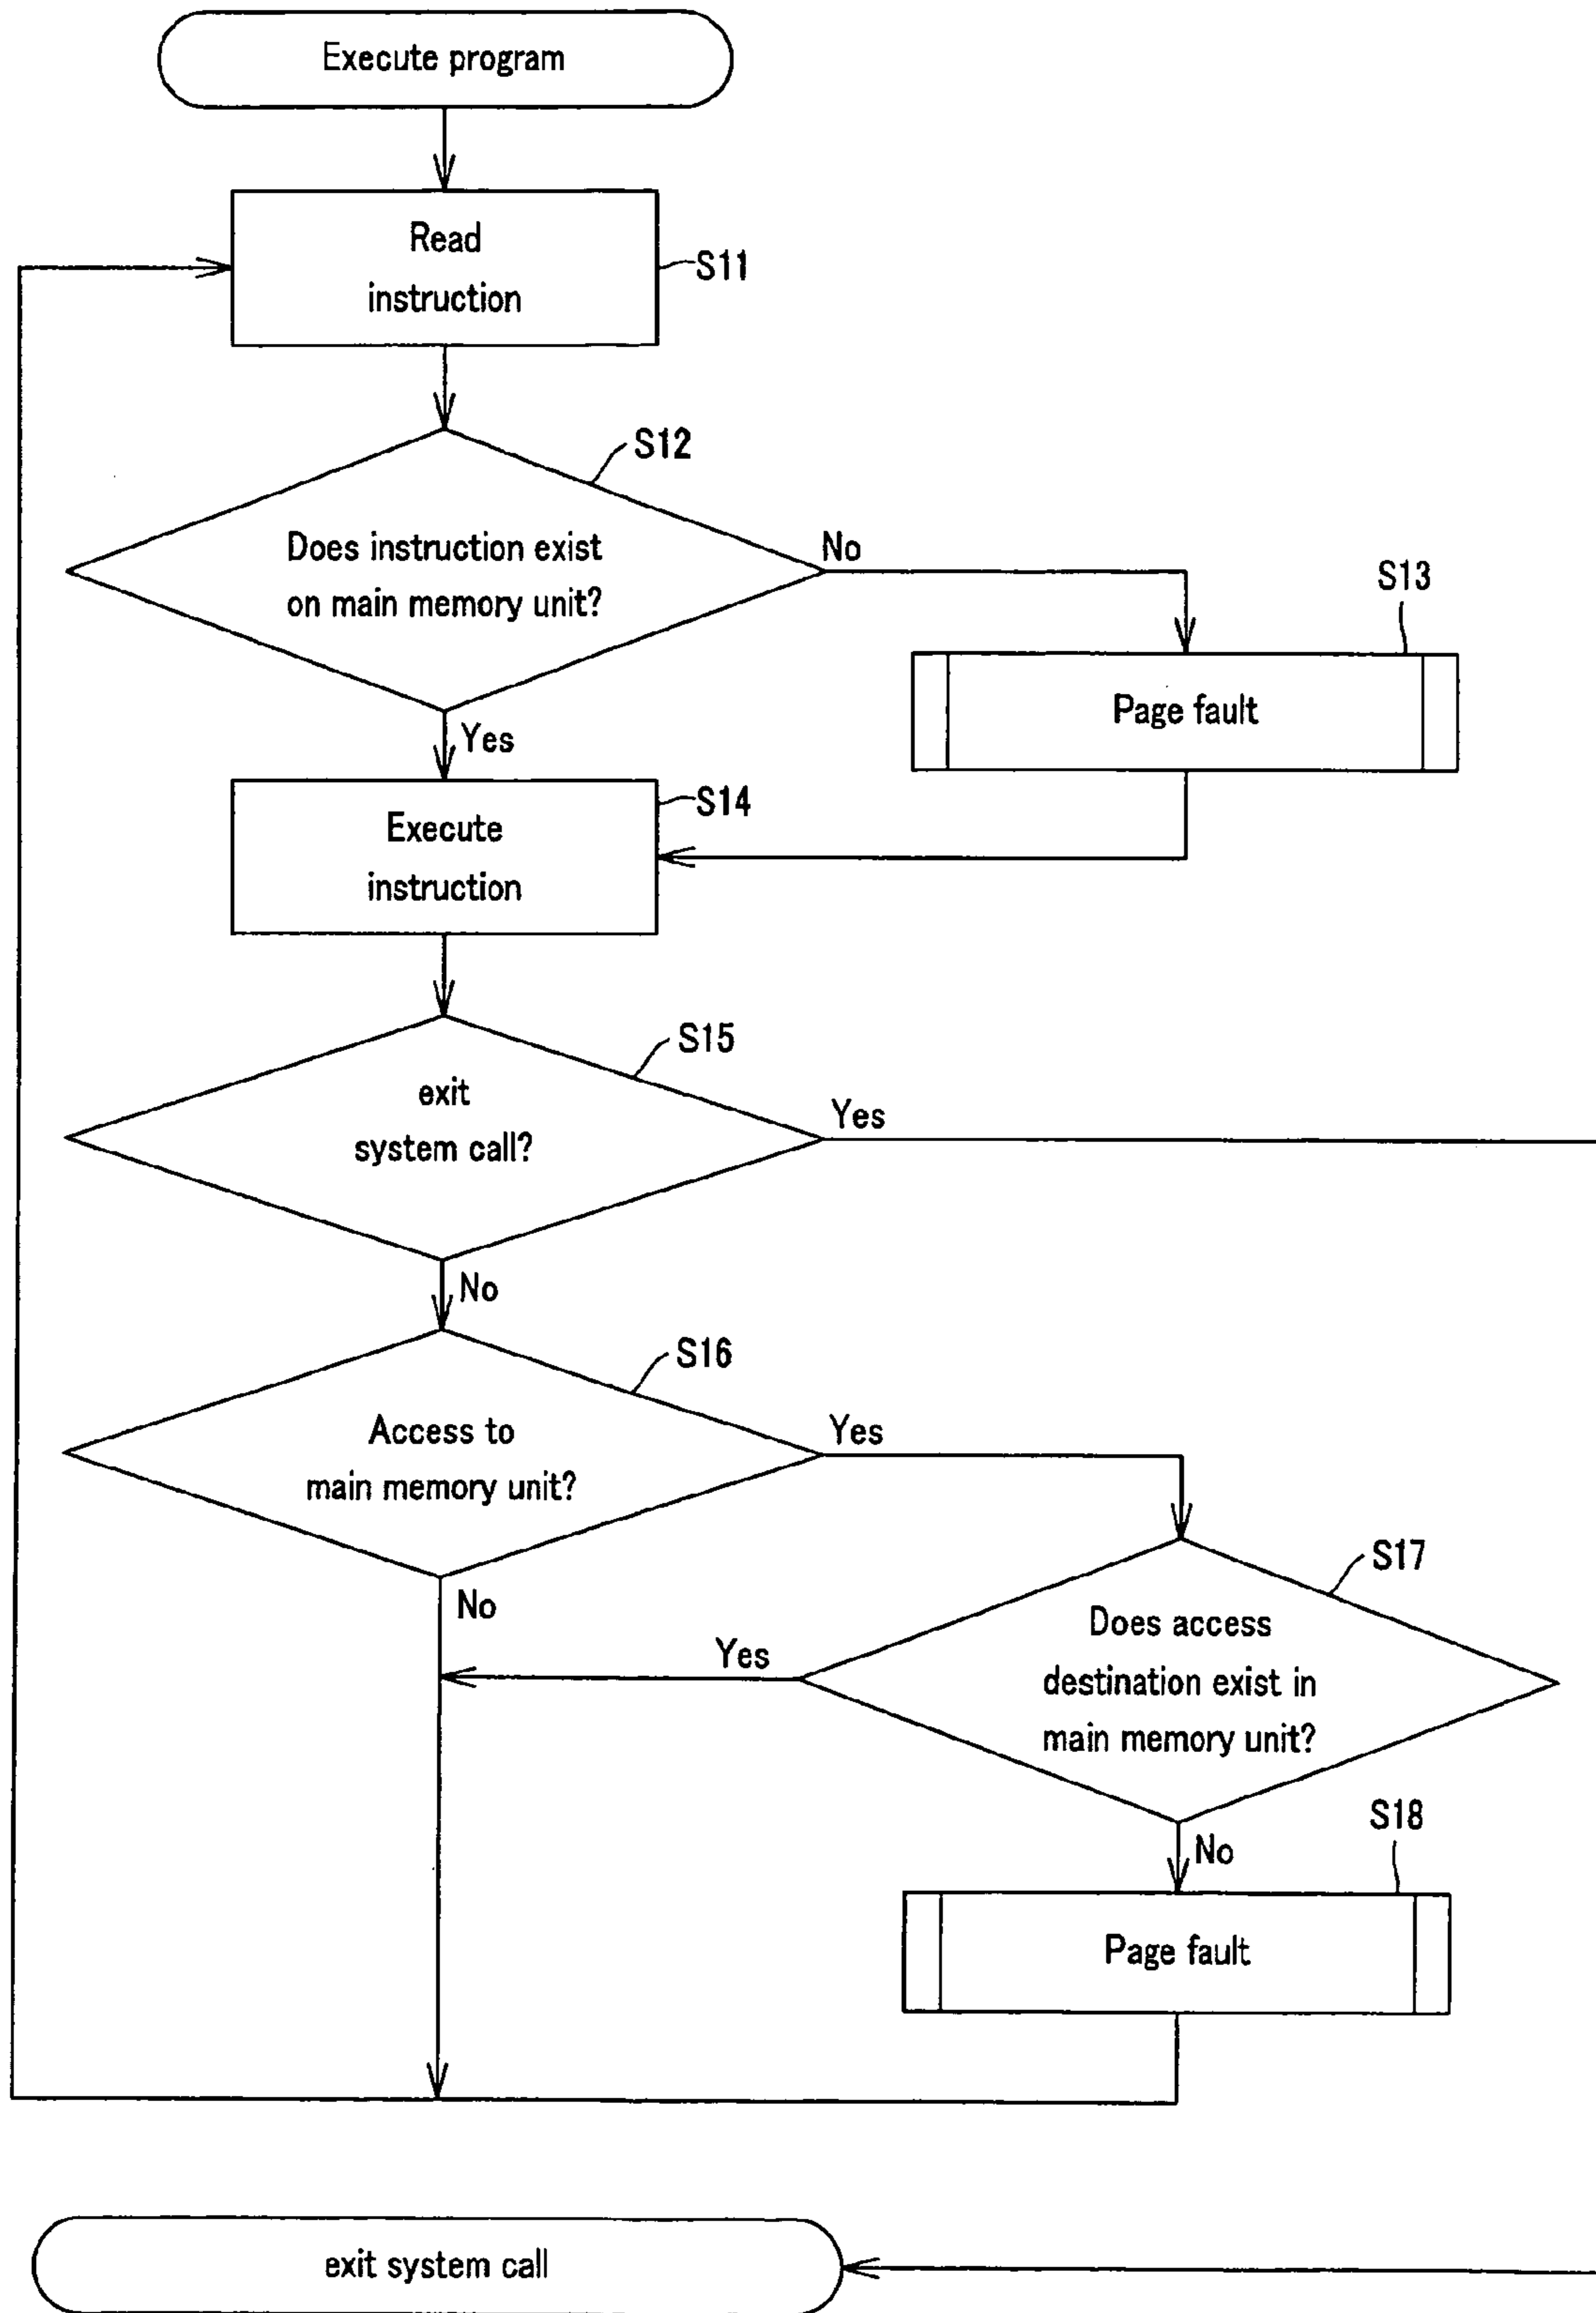 Execute program
Read
instruction
S11
S12
Does instruction exist
on main memory unit?
No
S13
Page fault
Yes
Execute
instruction
S14
S15
exit
system call?
Yes
No
S16
Access to
main memory unit?
Yes
No
S17
Does access
destination exist in
main memory unit?
Yes
No
S18
Page fault
exit system call